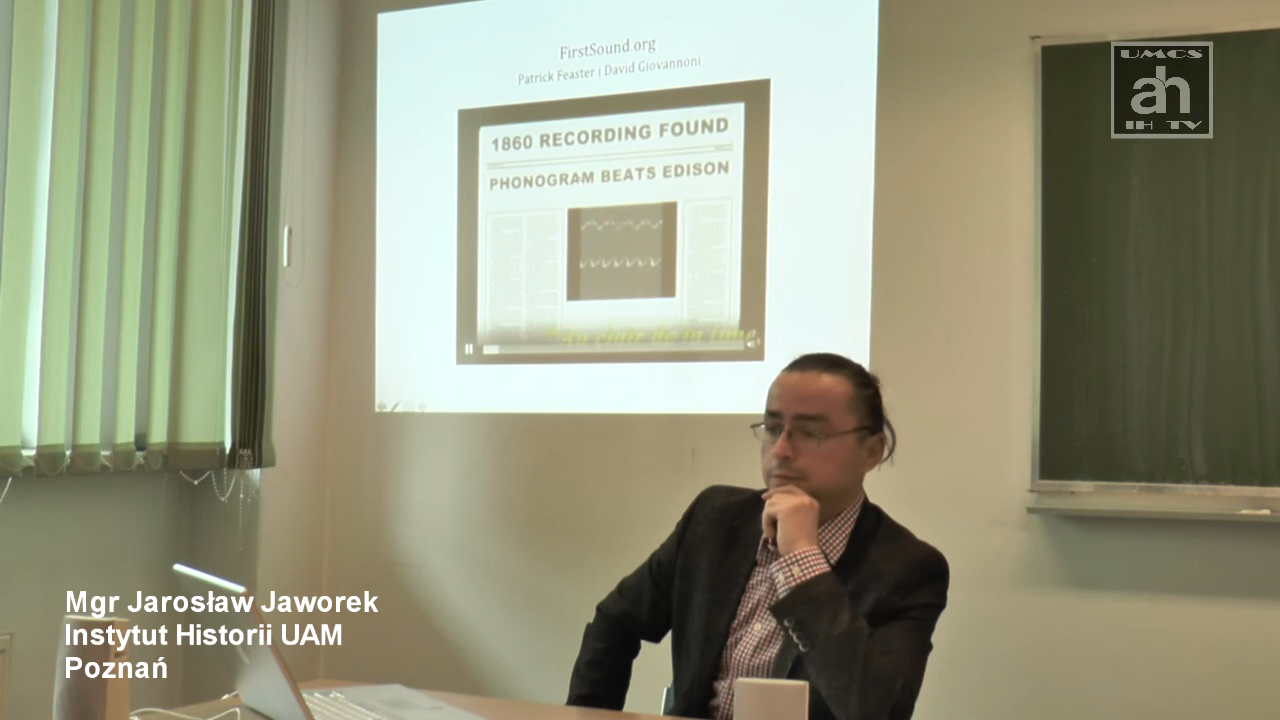 FirstSound.org
Patrick Feaster i David Giovannoni
1860 RECORDING FOUND
PHONOGRAM BEATS EDISON
UMCS
ah
IH TV
Mgr Jarosław Jaworek
Instytut Historii UAM
Poznań